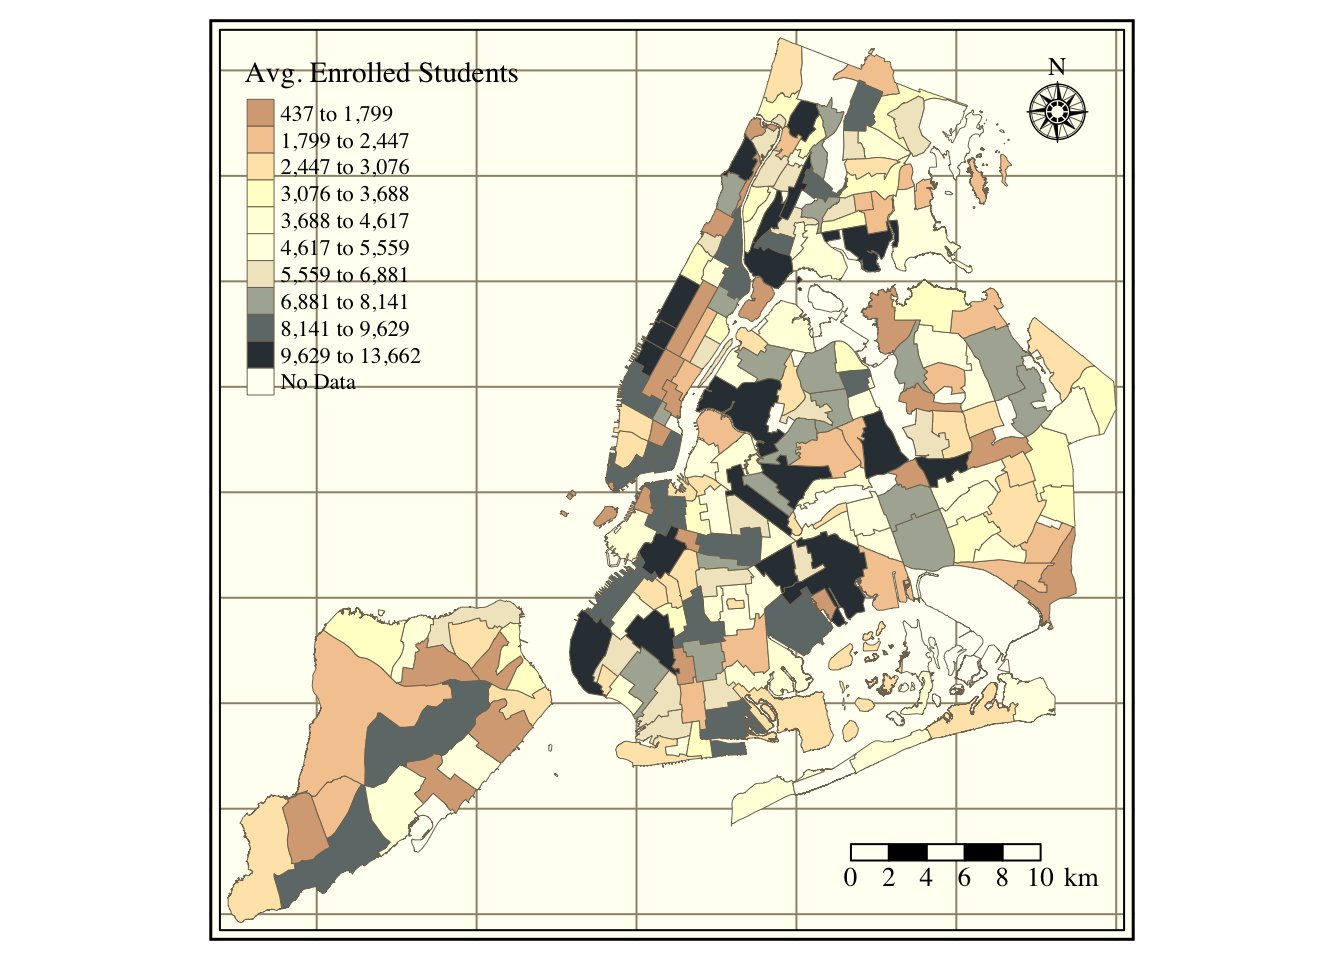 Avg. Enrolled Students
437 to 1,799
1,799 to 2,447
2,447 to 3,076
3,076 to 3,688
3,688 to 4,617
4,617 to 5,559
5,559 to 6,881
6,881 to 8,141
8,141 to 9,629
9,629 to 13,662
No Data
N
0 2 4 6 8 10 km